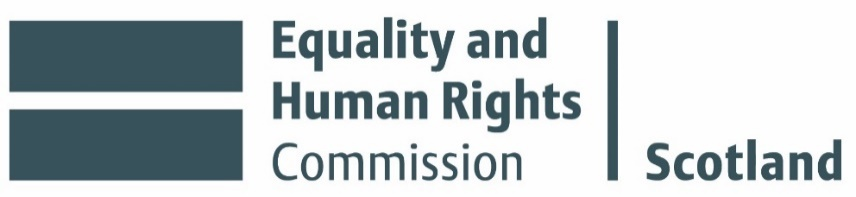 Equality and
Human Rights
Commission
Scotland